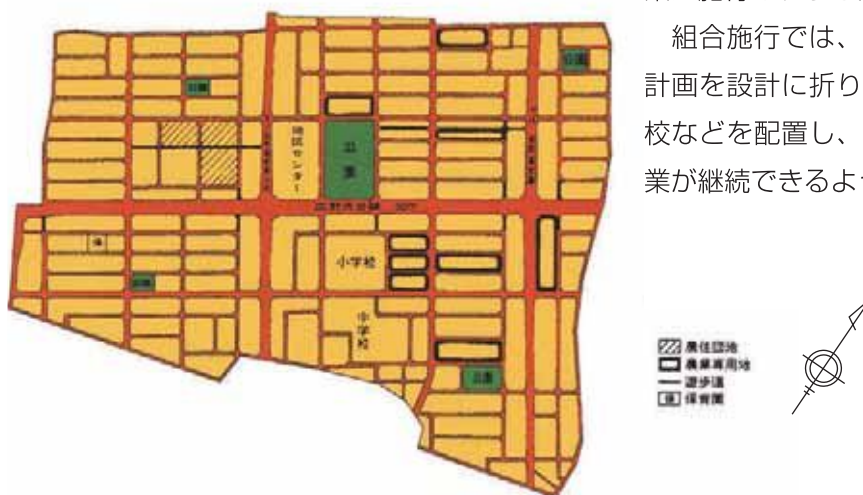 組合施行では、
計画を設計に折り
校などを配置し、
業が継続できるよ
公園
公園
地区センター
公園
保
小学校
公園
中学校
公園
農住団地
農業専用地
遊歩道
保 保育園